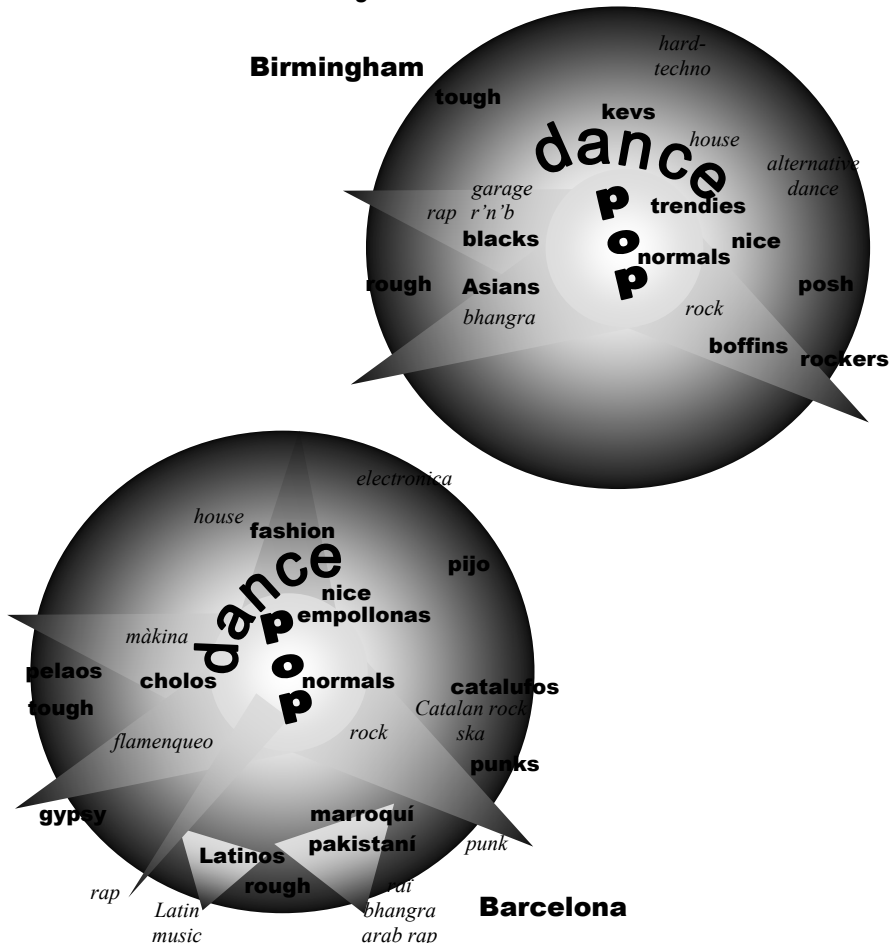 Birmingham
hard-
techno
tough
kevs
dance
house
alternative
dance
garage
rap r'n'b
pop
trendies
blacks
nice
normals
rough
Asians
posh
bhangra
rock
boffins
rockers
electronica
house
fashion
dance
pijo
nice
empollonas
pop
màkina
pelaos
cholos
normals
catalufos
tough
Catalan rock
ska
flamenqueo
rock
punks
gypsy
marroquí
pakistaní
punk
Latinos
rough
rap
raï
Latin
bhangra
Barcelona
music
arab rap